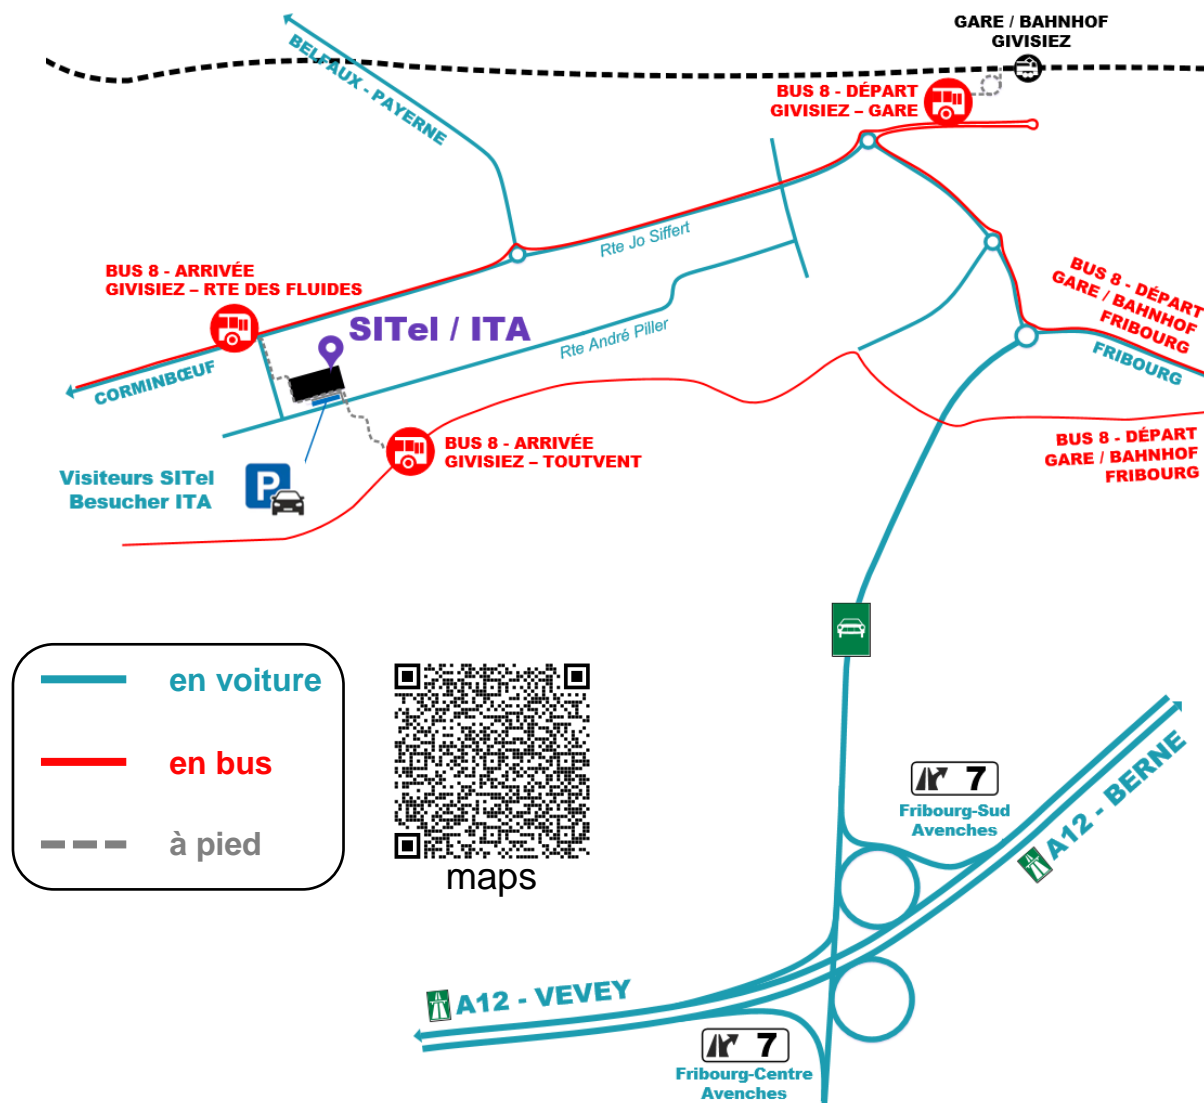 GARE / BAHNHOF
GIVISIEZ
BELFAUX - PAYERNE
BUS 8 - DÉPART
GIVISIEZ – GARE
Rte Jo Siffert
BUS 8 - ARRIVÉE
GIVISIEZ – RTE DES FLUIDES
BUS 8 - DÉPART
GARE / BAHNHOF
FRIBOURG
SITel / ITA
Rte André Piller
FRIBOURG
CORMINBŒUF
BUS 8 - ARRIVÉE
GIVISIEZ – TOUTVENT
BUS 8 - DÉPART
GARE / BAHNHOF
FRIBOURG
Visiteurs SITel
Besucher ITA
P
en voiture
en bus
à pied
maps
7
Fribourg-Sud
Avenches
A12 - BERNE
A12 - VEVEY
7
Fribourg-Centre
Avenches